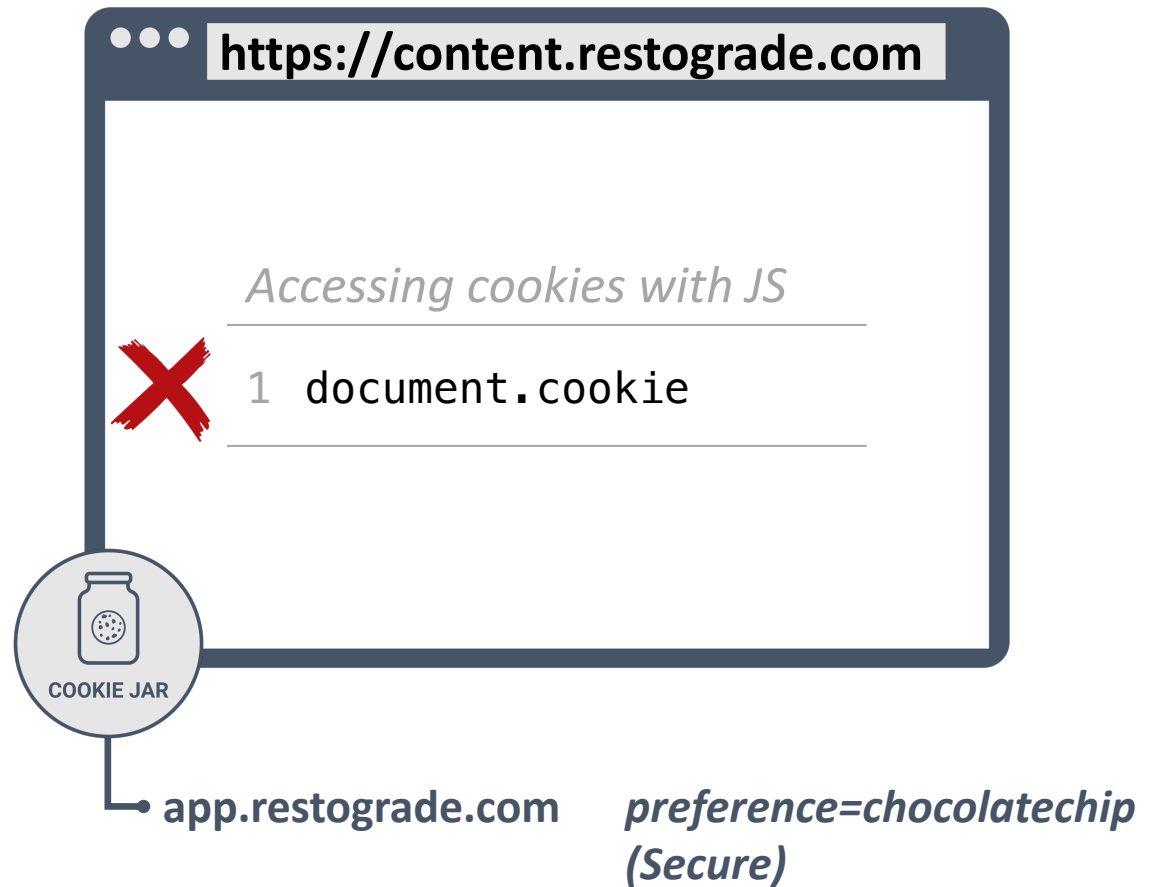 https://content.restograde.com
Accessing cookies with JS
1 document.cookie
COOKIE JAR
app.restograde.com preference=chocolatechip
(Secure)